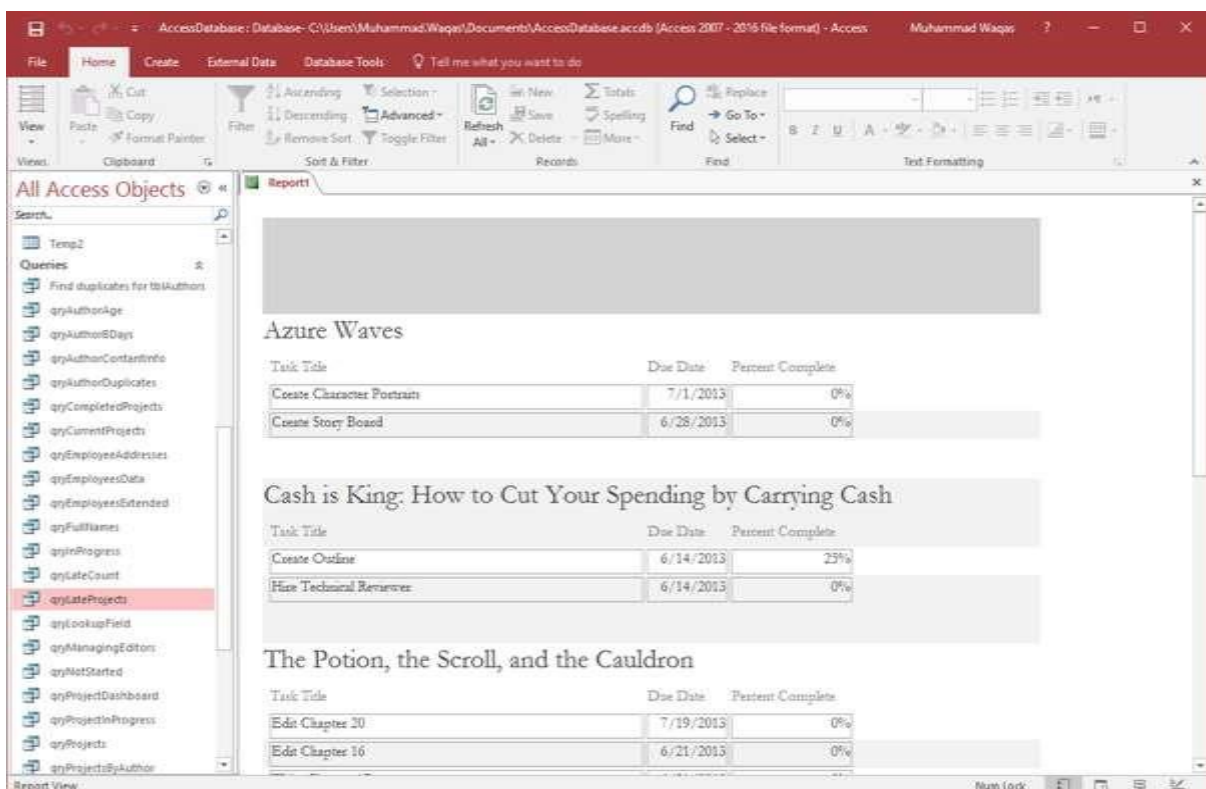 AccessDatabase : Database- C:\Users\Muhammad.Waqas\Documents\AccessDatabase.accdb (Access 2007 - 2016 file format) - Access Muhammad Waqas ?
File Home Create External Data Database Tools Tell me what you want to do
View
Views
Paste
Cut
Copy
Format Painter
Clipboard
Filter
Ascending
Descending
Remove Sort
Selection
Advanced
Toggle Filter
Sort & Filter
Refresh All
New
Save
Delete
Totals
Spelling
More
Records
Find
Replace
Go To
Select
Find
B I U A
Text Formatting
All Access Objects
Search..
Temp2
Queries
Find duplicates for tblAuthors
qryAuthorAge
qryAuthorBDays
qryAuthorContantInfo
qryAuthorDuplicates
qryCompletedProjects
qryCurrentProjects
qryEmployeeAddresses
qryEmployeesData
qryEmployeesExtended
qryFullNames
qryInProgress
qryLateCount
qryLateProjects
qryLookupField
qryManagingEditors
qryNotStarted
qryProjectDashboard
qryProjectInProgress
qryProjects
qryProjectsByAuthor
Report1
Azure Waves
Task Title Due Date Percent Complete
Create Character Portraits 7/1/2013 0%
Create Story Board 6/28/2013 0%
Cash is King: How to Cut Your Spending by Carrying Cash
Task Title Due Date Percent Complete
Create Outline 6/14/2013 25%
Hire Technical Reviewer 6/14/2013 0%
The Potion, the Scroll, and the Cauldron
Task Title Due Date Percent Complete
Edit Chapter 20 7/19/2013 0%
Edit Chapter 16 6/21/2013 0%
Report View Num Lock